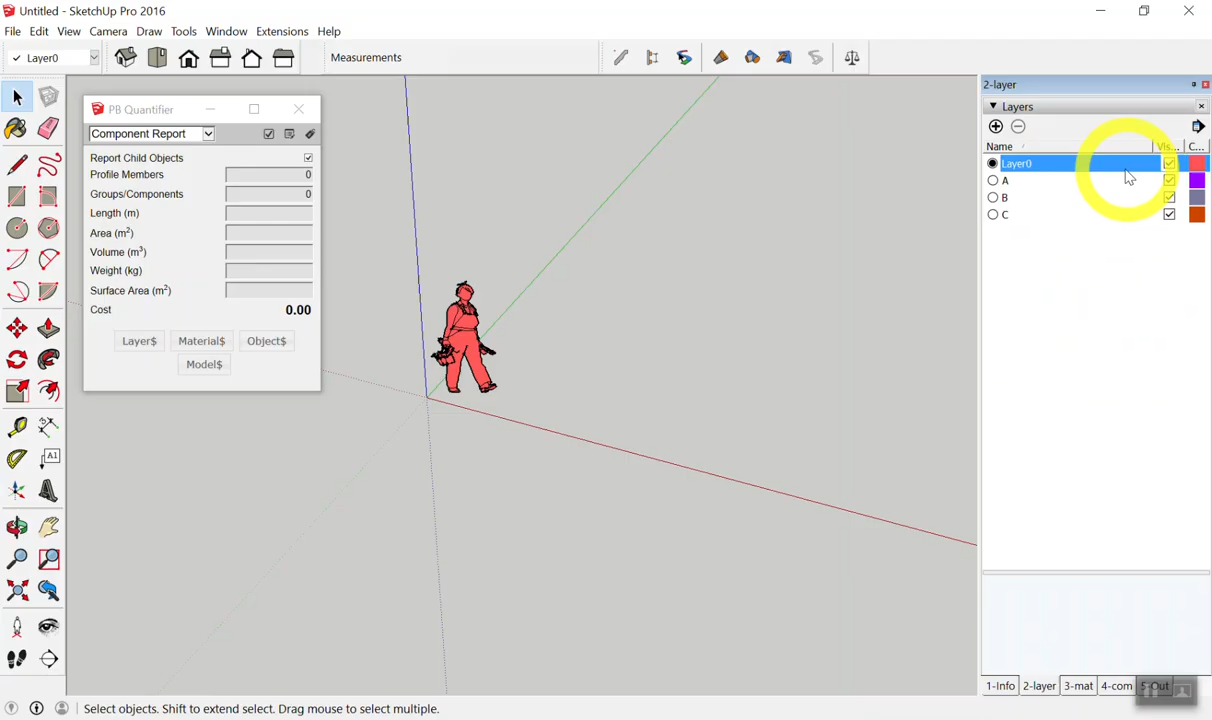 Untitled - SketchUp Pro 2016
File Edit View Camera Draw Tools Window Extensions Help
Layer0
Measurements
2-layer
Layers
Name Vis... C...
Layer0
A
B
C
PB Quantifier
Component Report
Report Child Objects
Profile Members 0
Groups/Components 0
Length (m)
Area (m²)
Volume (m³)
Weight (kg)
Surface Area (m²)
Cost 0.00
Layer$ Material$ Object$
Model$
A1
1-Info 2-layer 3-mat 4-com 5-Out
Select objects. Shift to extend select. Drag mouse to select multiple.